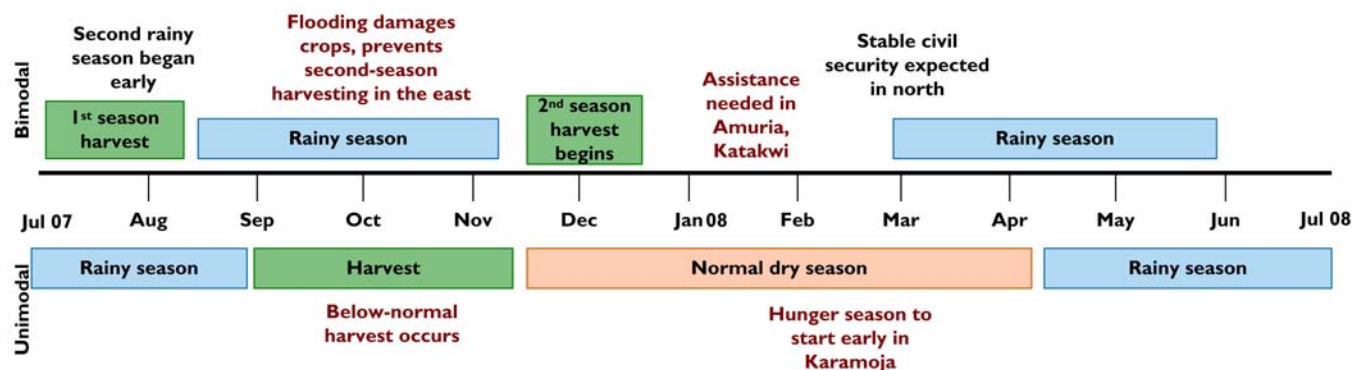 Bimodal
Second rainy
season began
early
Flooding damages
crops, prevents
second-season
harvesting in the east
Assistance
needed in
Amuria,
Katakwi
Stable civil
security expected
in north
1st season
harvest
Rainy season
2nd season
harvest
begins
Rainy season
Jul 07 Aug Sep Oct Nov Dec Jan 08 Feb Mar Apr May Jun Jul 08
Unimodal
Rainy season Harvest Normal dry season Rainy season
Below-normal
harvest occurs
Hunger season to
start early in
Karamoja